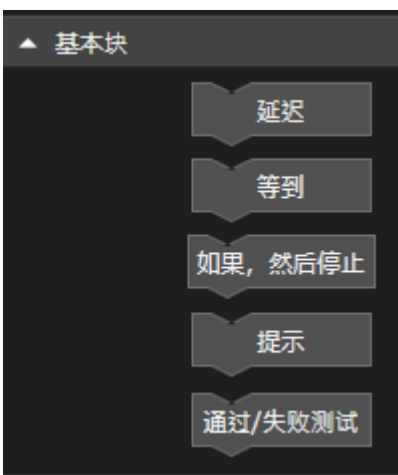 基本块
延迟
等到
如果，然后停止
提示
通过/失败测试